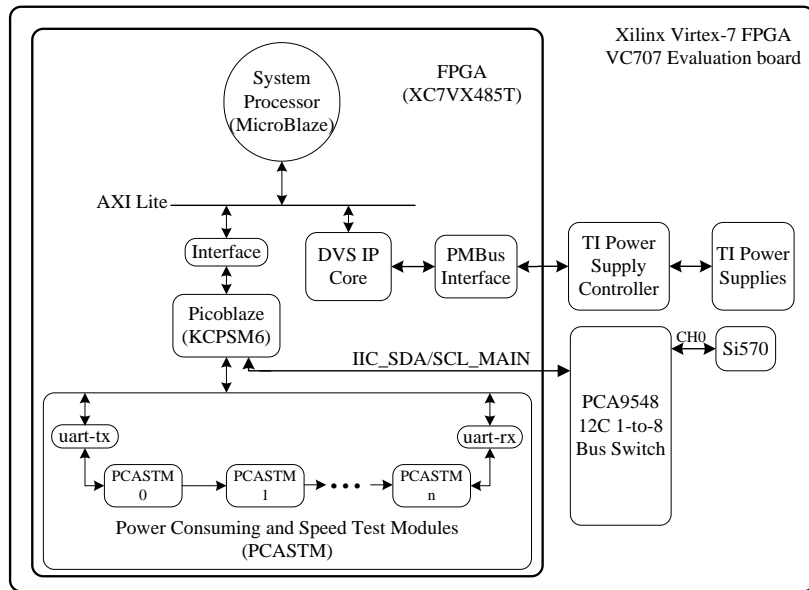 Xilinx Virtex-7 FPGA
VC707 Evaluation board
System
Processor
(MicroBlaze)
FPGA
(XC7VX485T)
AXI Lite
Interface
DVS IP
Core
PMBus
Interface
TI Power
Supply
Controller
TI Power
Supplies
Picoblaze
(KCPSM6)
IIC_SDA/SCL_MAIN
CH0
Si570
PCA9548
12C 1-to-8
Bus Switch
uart-tx
uart-rx
PCASTM
0
PCASTM
1
PCASTM
n
Power Consuming and Speed Test Modules
(PCASTM)